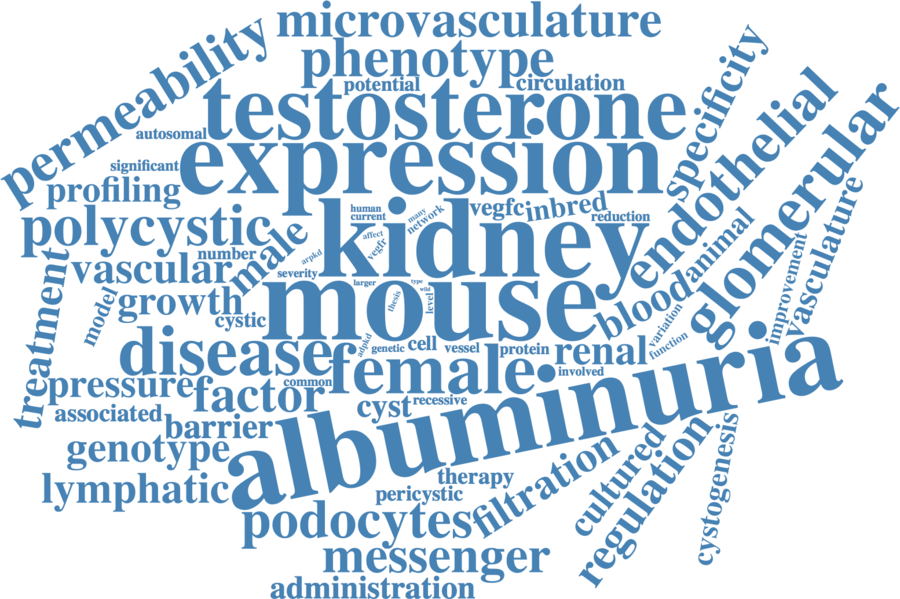 microvasculature
permeability
phenotype
potential
circulation
specificity
testosterone
autosomal
endothelial
expression
significant
glomerular
profiling
polycystic
human
current
many
network
vegfc
inbred
reduction
male
affect
vegfr
arpkd
kidney
animal
vasculature
number
vascular
severity
larger
type
wild
level
thesis
mouse
blood
improvement
variation
function
treatment
model
growth
cystic
disease
adpkd
genetic
cell
vessel
protein
renal
involved
pressure
factor
common
female
associated
cyst
recessive
barrier
albuminuria
genotype
lymphatic
therapy
pericystic
filtration
cultured
regulation
cystogenesis
podocytes
messenger
administration